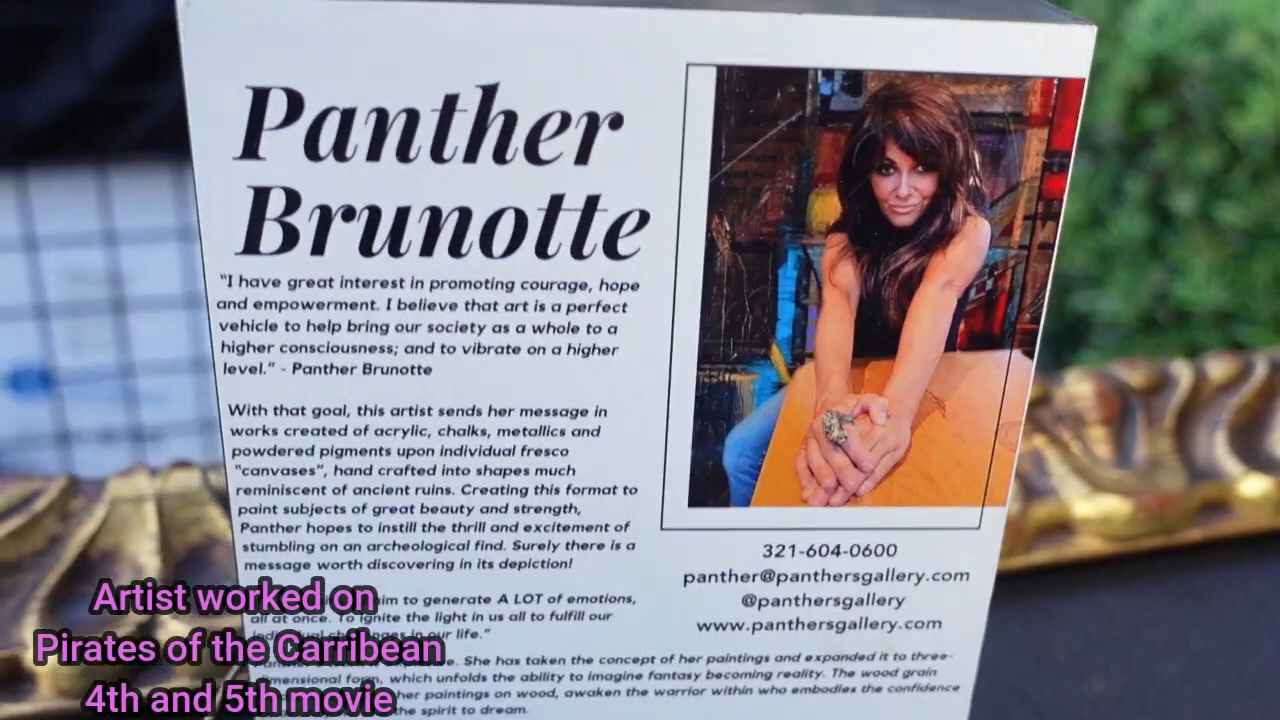 Panther
Brunotte
"I have great interest in promoting courage, hope
and empowerment. I believe that art is a perfect
vehicle to help bring our society as a whole to a
higher consciousness; and to vibrate on a higher
level." - Panther Brunotte
With that goal, this artist sends her message in
works created of acrylic, chalks, metallics and
powdered pigments upon individual fresco
"canvases", hand crafted into shapes much
reminiscent of ancient ruins. Creating this format to
paint subjects of great beauty and strength,
Panther hopes to instill the thrill and excitement of
stumbling on an archeological find. Surely there is a
message worth discovering in its depiction!
aim to generate A LOT of emotions,
all at once. To ignite the light in us all to fulfill our
in our life."
She has taken the concept of her paintings and expanded it to three-
dimensional form, which unfolds the ability to imagine fantasy becoming reality. The wood grain
her paintings on wood, awaken the warrior within who embodies the confidence
the spirit to dream.
321-604-0600
panther@panthersgallery.com
@panthersgallery
www.panthersgallery.com
Artist worked on
Pirates of the Carribean
4th and 5th movie